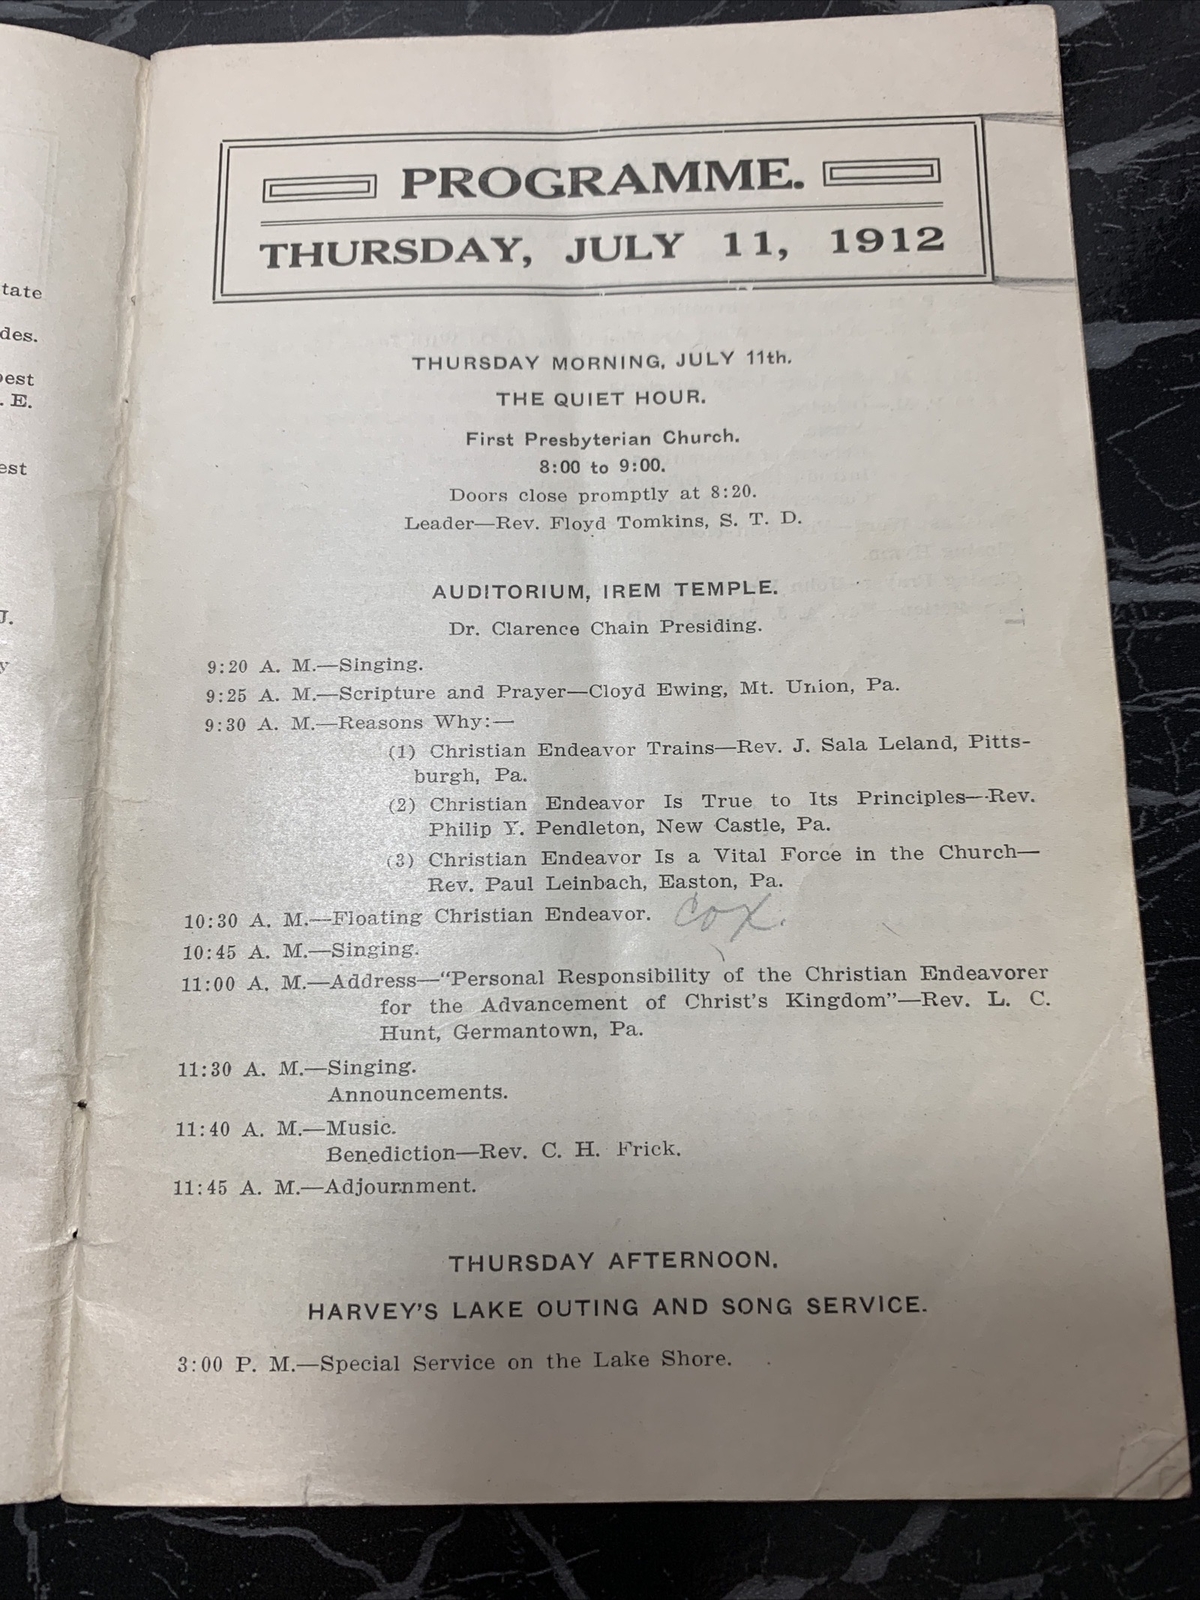 tate
des.
est
. E.
est
J.
y
PROGRAMME.
THURSDAY, JULY 11, 1912
THURSDAY MORNING, JULY 11th.
THE QUIET HOUR.
First Presbyterian Church.
8:00 to 9:00.
Doors close promptly at 8:20.
Leader—Rev. Floyd Tomkins, S. T. D.
AUDITORIUM, IREM TEMPLE.
Dr. Clarence Chain Presiding.
9:20 A. M.—Singing.
9:25 A. M.—Scripture and Prayer—Cloyd Ewing, Mt. Union, Pa.
9:30 A. M.—Reasons Why:—
(1) Christian Endeavor Trains—Rev. J. Sala Leland, Pitts-
burgh, Pa.
(2) Christian Endeavor Is True to Its Principles—Rev.
Philip Y. Pendleton, New Castle, Pa.
(3) Christian Endeavor Is a Vital Force in the Church—
Rev. Paul Leinbach, Easton, Pa.
10:30 A. M.—Floating Christian Endeavor. Cox.
10:45 A. M.—Singing.
11:00 A. M.—Address—“Personal Responsibility of the Christian Endeavorer
for the Advancement of Christ's Kingdom”—Rev. L. C.
Hunt, Germantown, Pa.
11:30 A. M.—Singing.
Announcements.
11:40 A. M.—Music.
Benediction—Rev. C. H. Frick.
11:45 A. M.—Adjournment.
THURSDAY AFTERNOON.
HARVEY'S LAKE OUTING AND SONG SERVICE.
3:00 P. M.—Special Service on the Lake Shore.